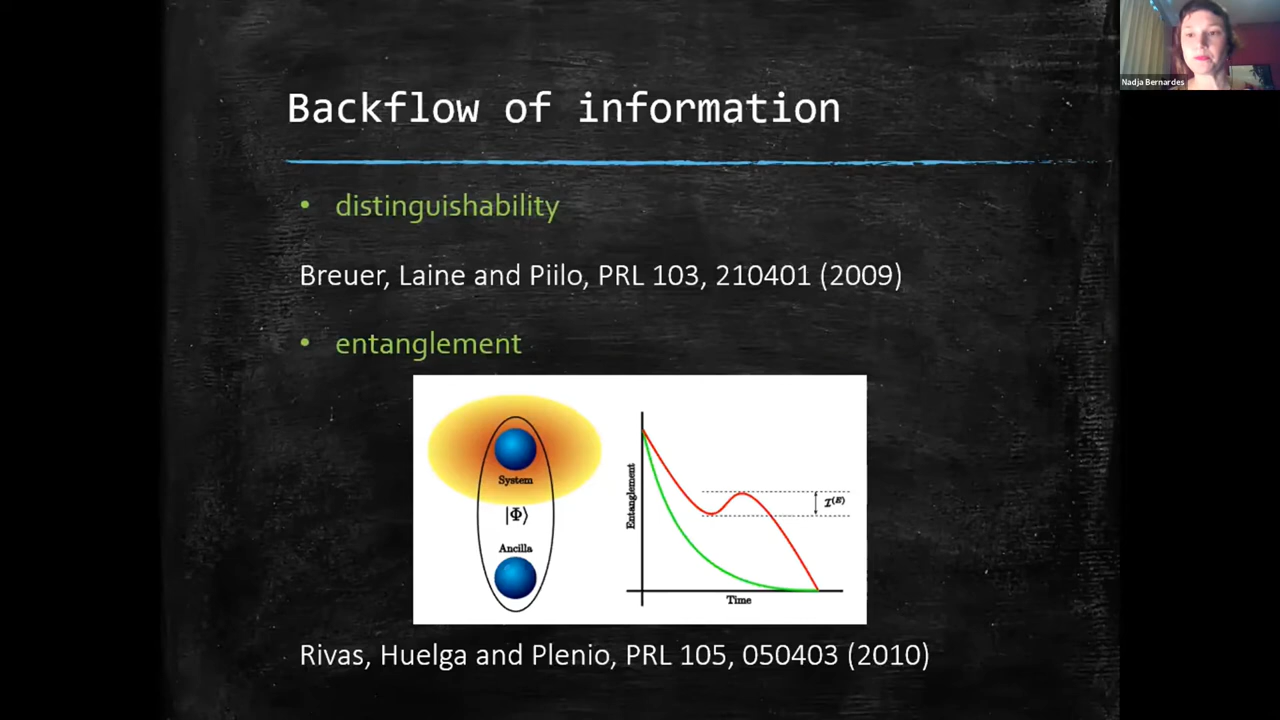 Backflow of information
Nadja Bernardes
• distinguishability
Breuer, Laine and Piilo, PRL 103, 210401 (2009)
• entanglement
System
|Φ⟩
Ancilla
Entanglement
I(E)
Time
Rivas, Huelga and Plenio, PRL 105, 050403 (2010)